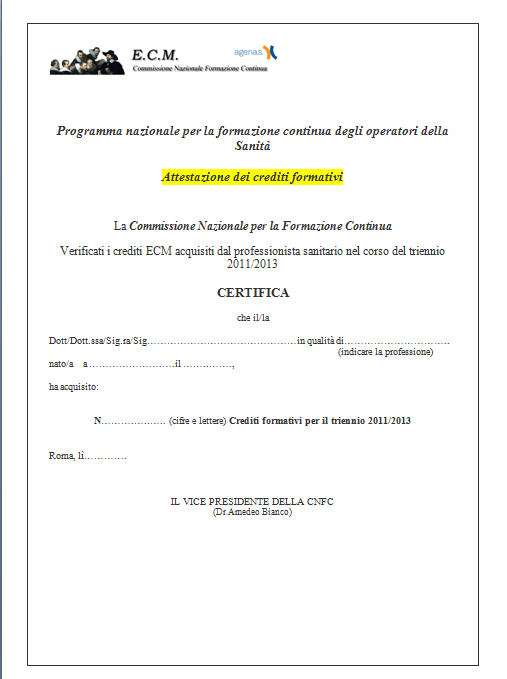 E.C.M.
agenas.
Commissione Nazionale Formazione Continua
Programma nazionale per la formazione continua degli operatori della
Sanità
Attestazione dei crediti formativi
La Commissione Nazionale per la Formazione Continua
Verificati i crediti ECM acquisiti dal professionista sanitario nel corso del triennio
2011/2013
CERTIFICA
che il/la
Dott/Dott.ssa/Sig.ra/Sig………………………………………in qualità di…………………………..
(indicare la professione)
nato/a a ……………………..il ……………,
ha acquisito:
N……………….. (cifre e lettere) Crediti formativi per il triennio 2011/2013
Roma, lì………….
IL VICE PRESIDENTE DELLA CNFC
(Dr.Amedeo Bianco)